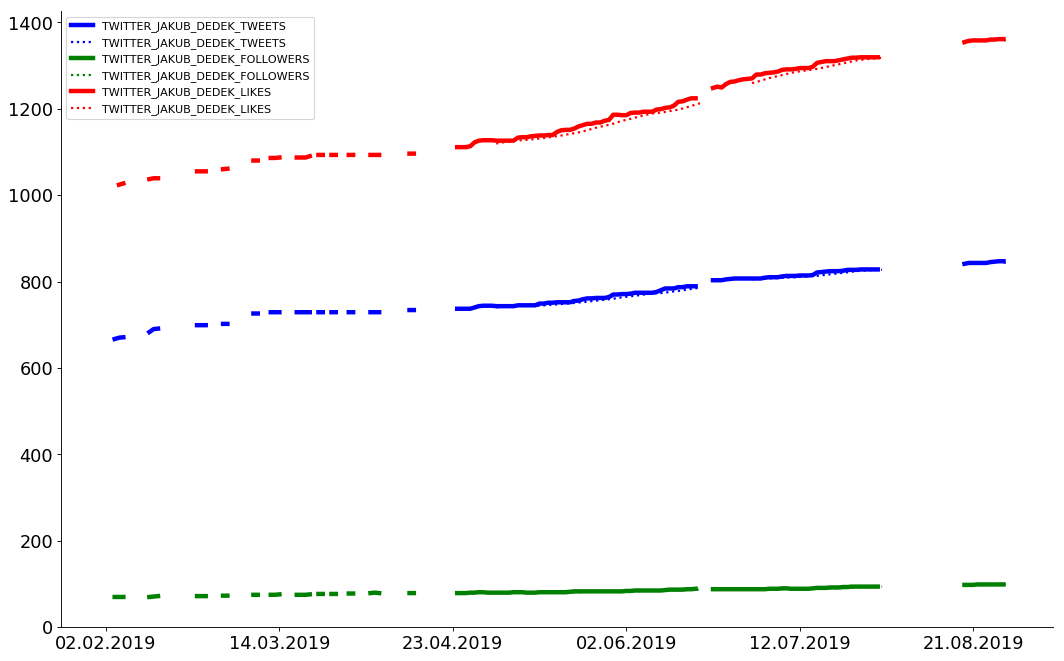 1400
1200
1000
800
600
400
200
0
TWITTER_JAKUB_DEDEK_TWEETS
TWITTER_JAKUB_DEDEK_TWEETS
TWITTER_JAKUB_DEDEK_FOLLOWERS
TWITTER_JAKUB_DEDEK_FOLLOWERS
TWITTER_JAKUB_DEDEK_LIKES
TWITTER_JAKUB_DEDEK_LIKES
02.02.2019 14.03.2019 23.04.2019 02.06.2019 12.07.2019 21.08.2019